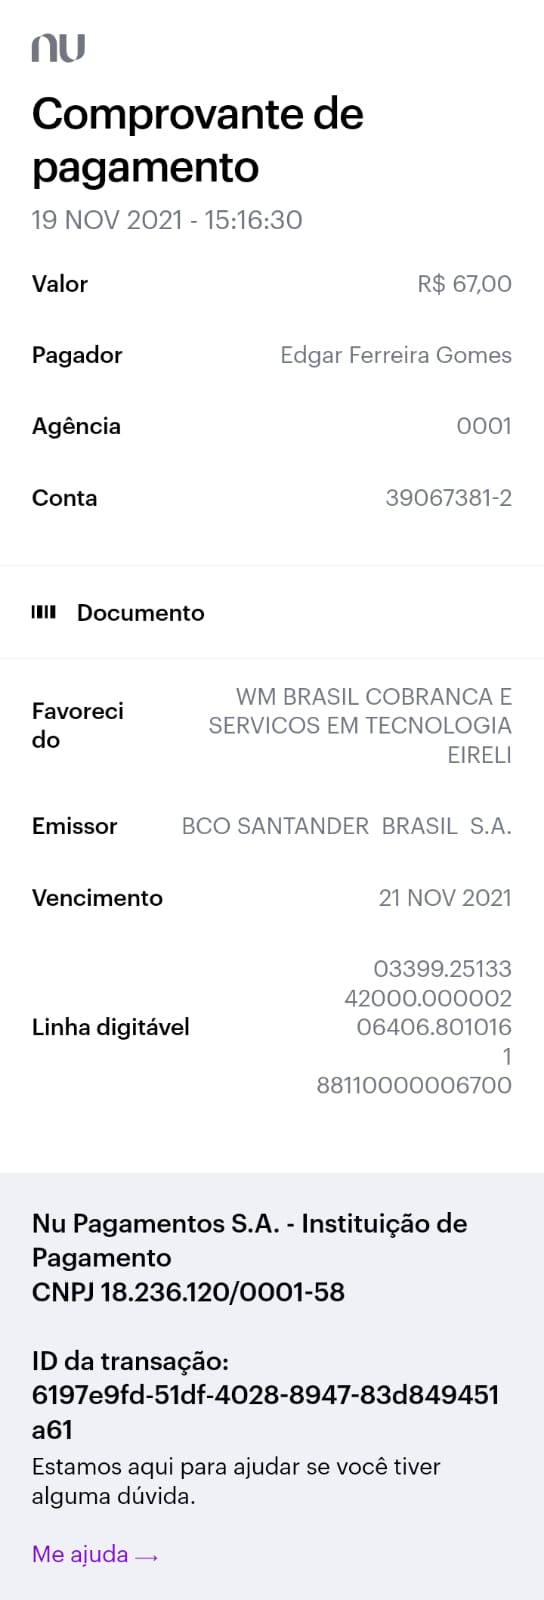 nu
Comprovante de
pagamento
19 NOV 2021 - 15:16:30
Valor R$ 67,00
Pagador Edgar Ferreira Gomes
Agência 0001
Conta 39067381-2
Documento
Favoreci
do
WM BRASIL COBRANCA E
SERVICOS EM TECNOLOGIA
EIRELI
Emissor BCO SANTANDER BRASIL S.A.
Vencimento 21 NOV 2021
Linha digitável
03399.25133
42000.000002
06406.801016
1
88110000006700
Nu Pagamentos S.A. - Instituição de
Pagamento
CNPJ 18.236.120/0001-58
ID da transação:
6197e9fd-51df-4028-8947-83d849451
a61
Estamos aqui para ajudar se você tiver
alguma dúvida.
Me ajuda →